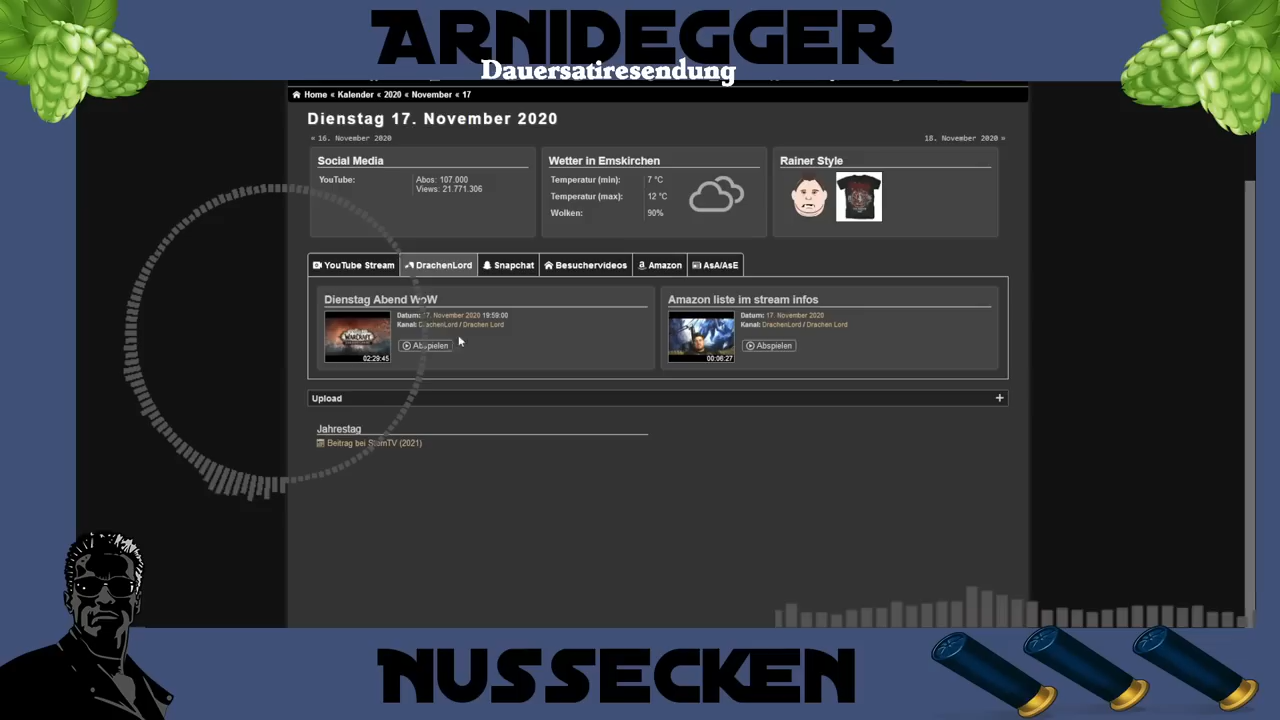 ARNIDEGGER
Dauersatiresendung
Home « Kalender « 2020 « November « 17
Dienstag 17. November 2020
« 16. November 2020
18. November 2020 »
Social Media
YouTube:
Abos: 107.000
Views: 21.771.306
Wetter in Emskirchen
Temperatur (min): 7 °C
Temperatur (max): 12 °C
Wolken: 90%
Rainer Style
YouTube Stream
DrachenLord
Snapchat
Besuchervideos
Amazon
AsA/AsE
Dienstag Abend WoW
Datum: 17. November 2020 19:59:00
Kanal: DrachenLord / Drachen Lord
Abspielen
02:29:45
Amazon liste im stream infos
Datum: 17. November 2020
Kanal: DrachenLord / Drachen Lord
Abspielen
00:06:27
Upload +
Jahrestag
Beitrag bei SternTV (2021)
NUSSECKEN